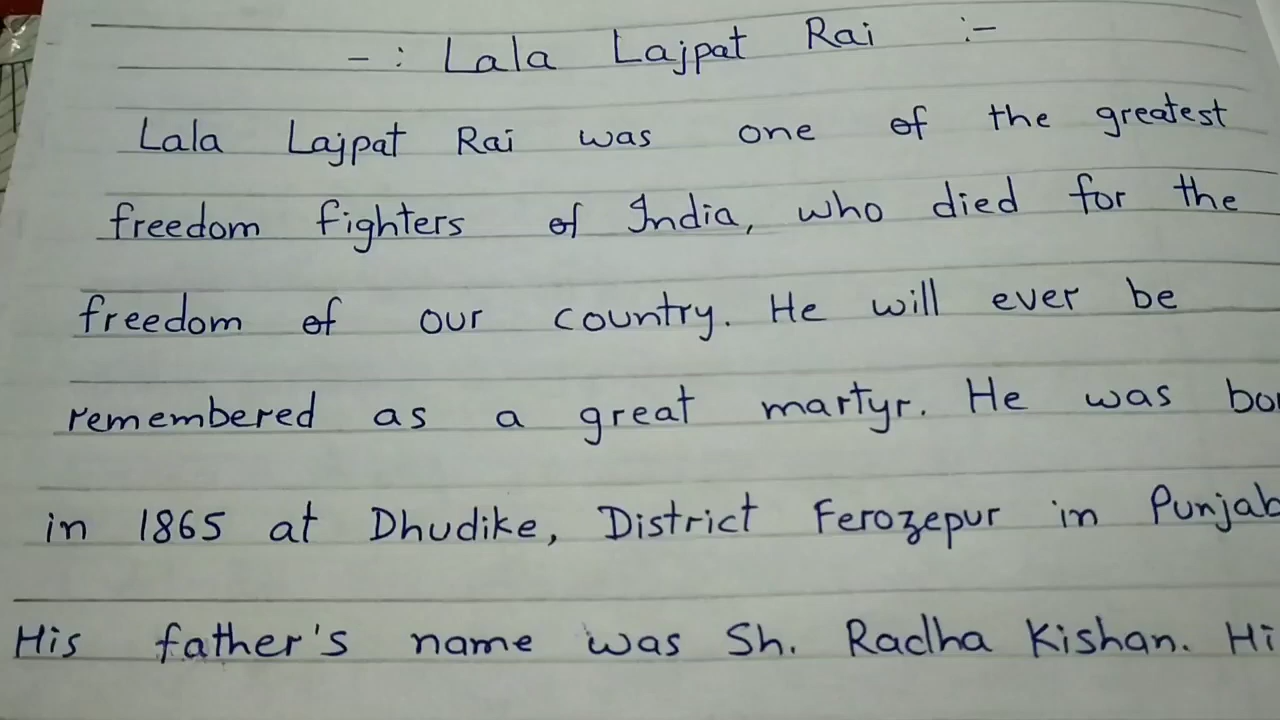 -: Lala Lajpat Rai :-
Lala Lajpat Rai was one of the greatest
freedom fighters of India, who died for the
freedom of our country. He will ever be
remembered as a great martyr. He was
in 1865 at Dhudike, District Ferozepur in Punjab
His father's name was Sh. Radha Kishan.